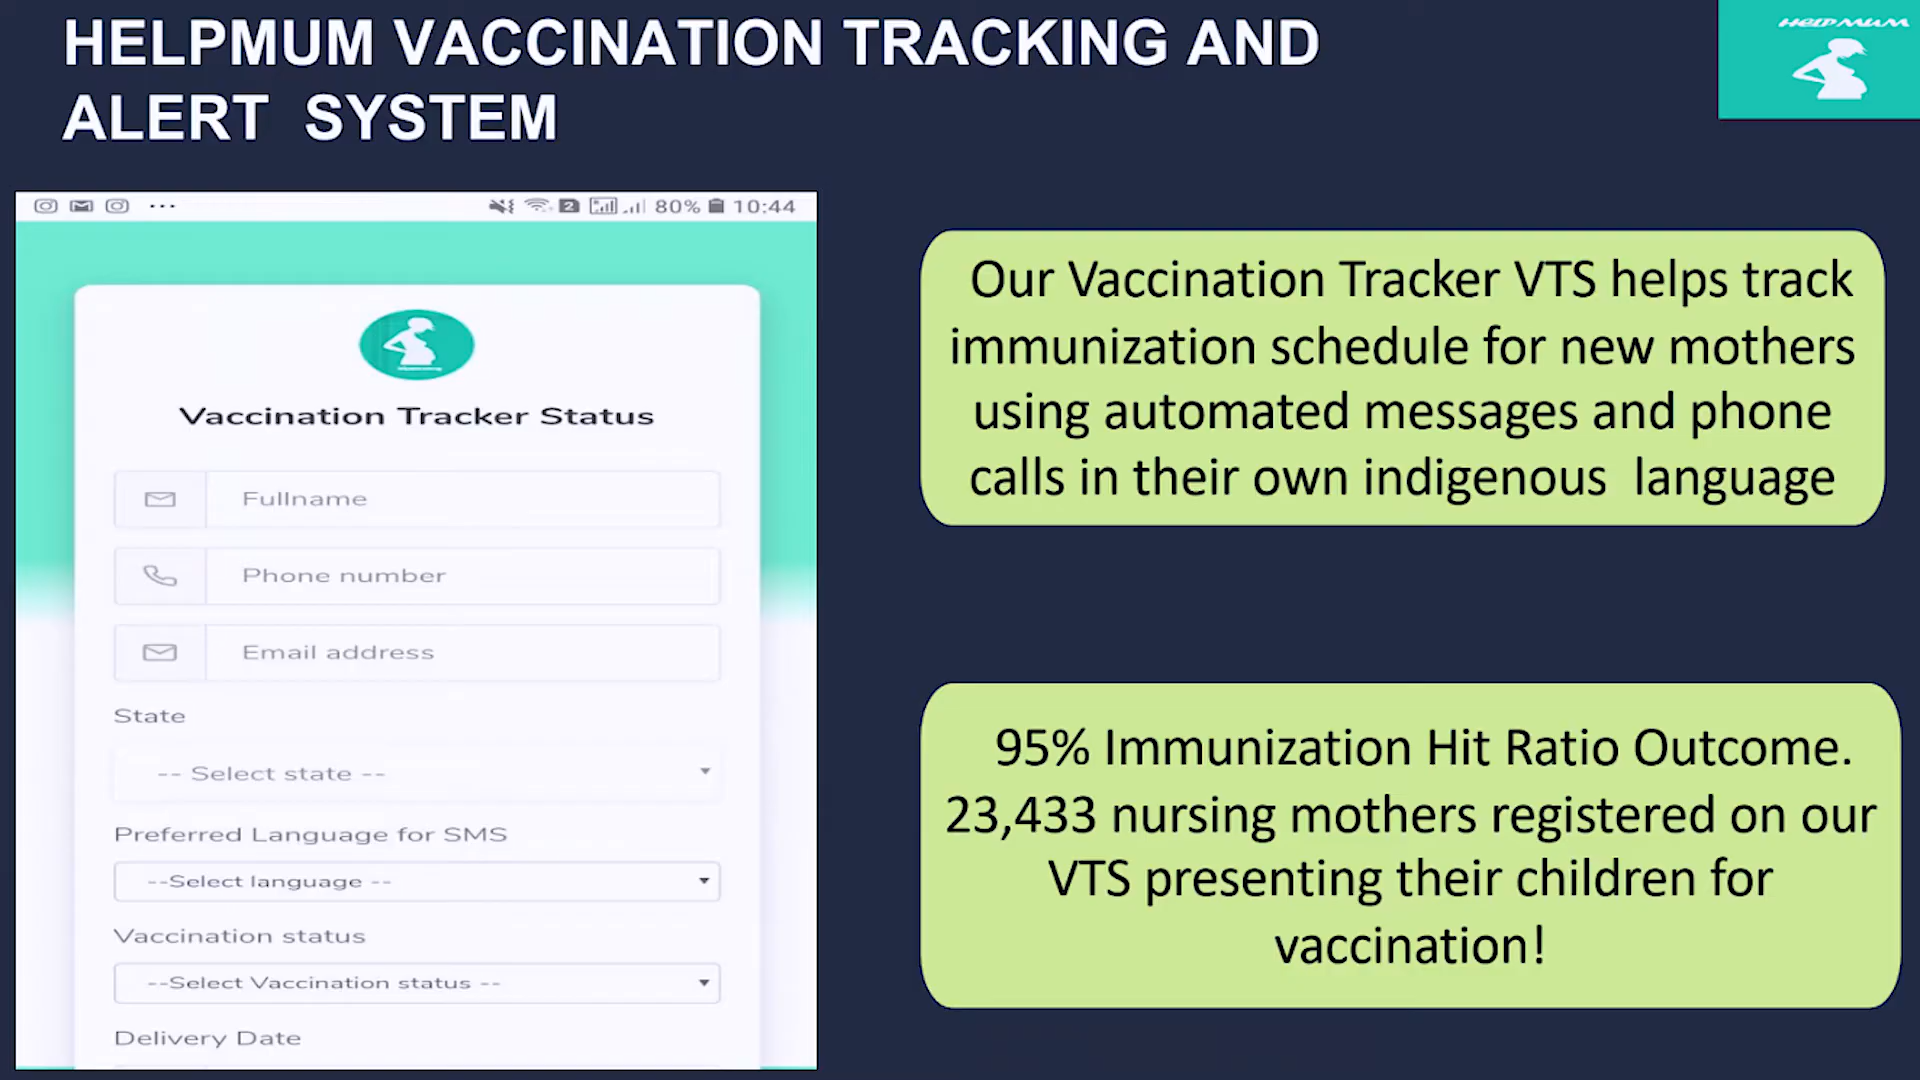 HELPMUM VACCINATION TRACKING AND
ALERT SYSTEM
HELPMUM
80% 10:44
Vaccination Tracker Status
Fullname
Phone number
Email address
State
-- Select state --
Preferred Language for SMS
--Select language --
Vaccination status
--Select Vaccination status --
Delivery Date
Our Vaccination Tracker VTS helps track
immunization schedule for new mothers
using automated messages and phone
calls in their own indigenous language
95% Immunization Hit Ratio Outcome.
23,433 nursing mothers registered on our
VTS presenting their children for
vaccination!